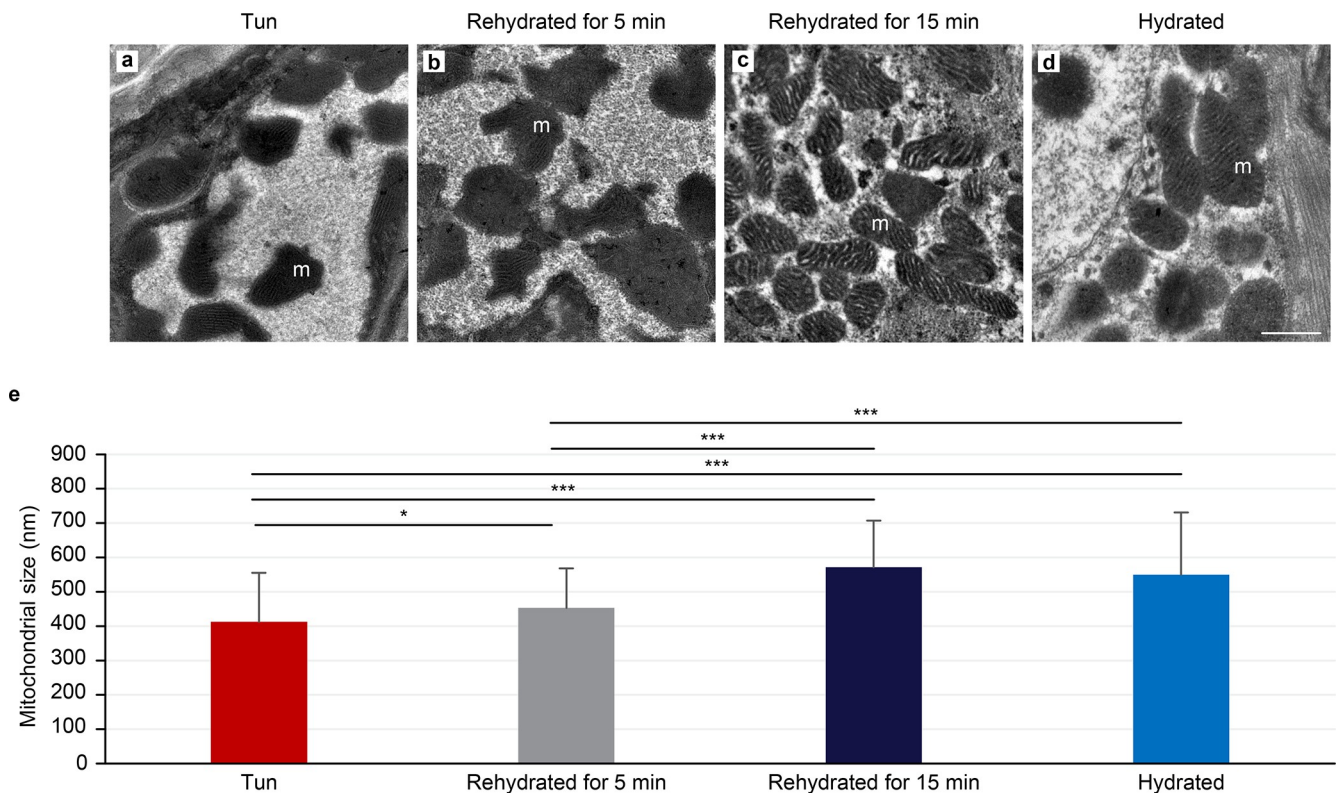 Tun Rehydrated for 5 min Rehydrated for 15 min Hydrated
a b c d
m m m m
e
***
***
***
***
*
Mitochondrial size (nm)
900
800
700
600
500
400
300
200
100
0
Tun Rehydrated for 5 min Rehydrated for 15 min Hydrated